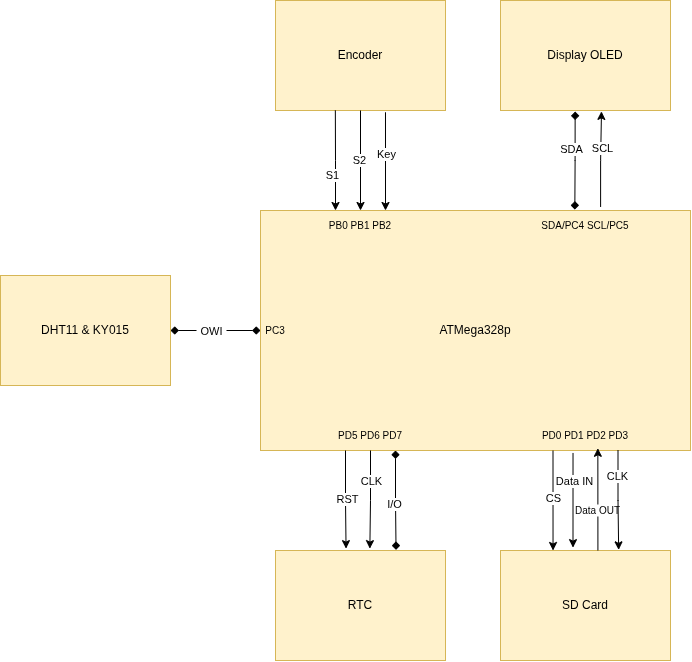 Encoder
Display OLED
S1
S2
Key
SDA
SCL
PB0 PB1 PB2
SDA/PC4 SCL/PC5
DHT11 & KY015
OWI
PC3
ATMega328p
PD5 PD6 PD7
PD0 PD1 PD2 PD3
RST
CLK
I/O
CS
Data IN
Data OUT
CLK
RTC
SD Card